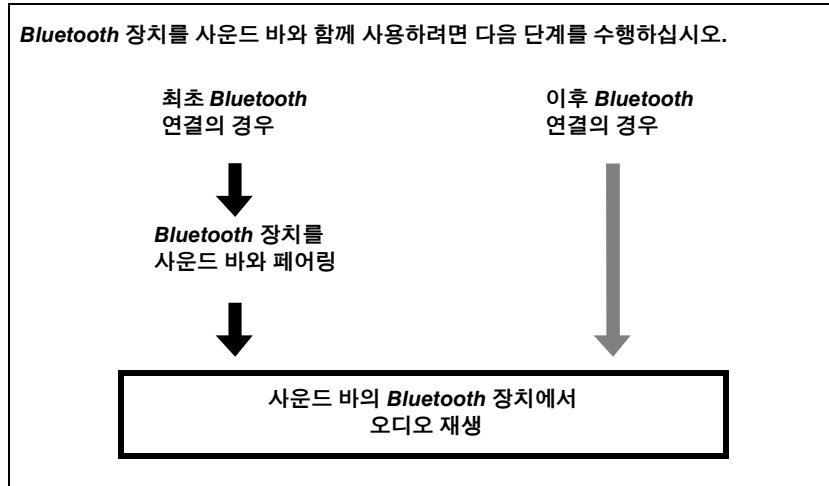 Bluetooth 장치를 사운드 바와 함께 사용하려면 다음 단계를 수행하십시오.
최초 Bluetooth
연결의 경우
이후 Bluetooth
연결의 경우
Bluetooth 장치를
사운드 바와 페어링
사운드 바의 Bluetooth 장치에서
오디오 재생